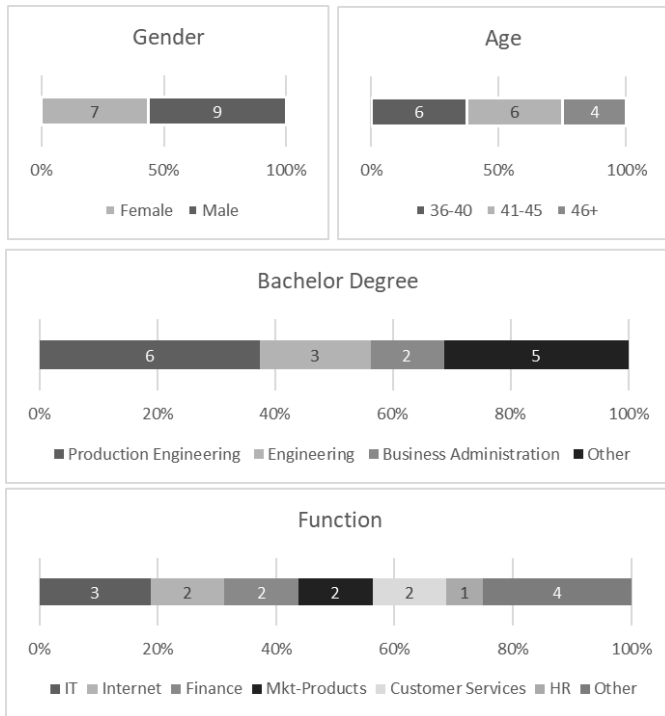 Gender
7 9
0% 50% 100%
Female Male
Age
6 6 4
0% 50% 100%
36-40 41-45 46+
Bachelor Degree
6 3 2 5
0% 20% 40% 60% 80% 100%
Production Engineering Engineering Business Administration Other
Function
3 2 2 2 2 1 4
0% 20% 40% 60% 80% 100%
IT Internet Finance Mkt-Products Customer Services HR Other